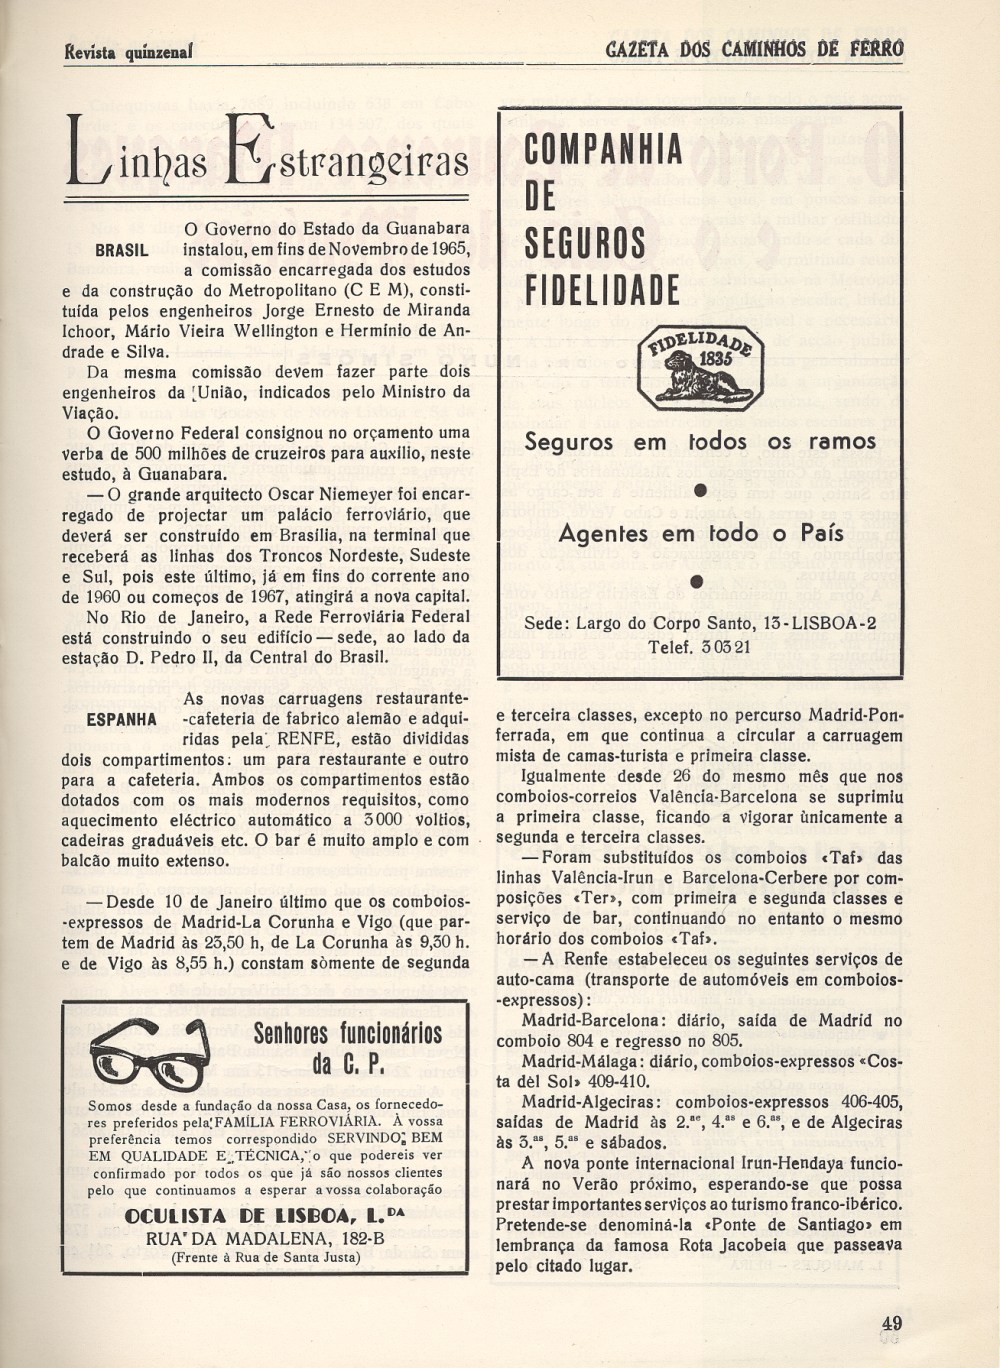 Revista quinzenal
GAZETA DOS CAMINHOS DE FERRO
Linhas Estrangeiras
BRASIL
O Governo do Estado da Guanabara
instalou, em fins de Novembro de 1965,
a comissão encarregada dos estudos
e da construção do Metropolitano (C E M), consti-
tuída pelos engenheiros Jorge Ernesto de Miranda
Ichoor, Mário Vieira Wellington e Hermínio de An-
drade e Silva.
Da mesma comissão devem fazer parte dois
engenheiros da União, indicados pelo Ministro da
Viação.
O Governo Federal consignou no orçamento uma
verba de 500 milhões de cruzeiros para auxílio, neste
estudo, à Guanabara.
— O grande arquitecto Oscar Niemeyer foi encar-
regado de projectar um palácio ferroviário, que
deverá ser construído em Brasília, na terminal que
receberá as linhas dos Troncos Nordeste, Sudeste
e Sul, pois este último, já em fins do corrente ano
de 1960 ou começos de 1967, atingirá a nova capital.
No Rio de Janeiro, a Rede Ferroviária Federal
está construindo o seu edifício — sede, ao lado da
estação D. Pedro II, da Central do Brasil.
ESPANHA
As novas carruagens restaurante-
-cafeteria de fabrico alemão e adqui-
ridas pela RENFE, estão divididas
dois compartimentos: um para restaurante e outro
para a cafeteria. Ambos os compartimentos estão
dotados com os mais modernos requisitos, como
aquecimento eléctrico automático a 3000 voltios,
cadeiras graduáveis etc. O bar é muito amplo e com
balcão muito extenso.
— Desde 10 de Janeiro último que os comboios-
-expressos de Madrid-La Corunha e Vigo (que par-
tem de Madrid às 23,50 h, de La Corunha às 9,30 h.
e de Vigo às 8,55 h.) constam sòmente de segunda
Senhores funcionários
da C. P.
Somos desde a fundação da nossa Casa, os fornecedo-
res preferidos pela FAMÍLIA FERROVIÁRIA. À vossa
preferência temos correspondido SERVINDO BEM
EM QUALIDADE E TÉCNICA, o que podereis ver
confirmado por todos os que já são nossos clientes
pelo que continuamos a esperar a vossa colaboração
OCULISTA DE LISBOA, L.DA
RUA DA MADALENA, 182-B
(Frente à Rua de Santa Justa)
COMPANHIA
DE
SEGUROS
FIDELIDADE
FIDELIDADE
1835
Seguros em todos os ramos
●
Agentes em todo o País
●
Sede: Largo do Corpo Santo, 13-LISBOA-2
Telef. 3 03 21
e terceira classes, excepto no percurso Madrid-Pon-
ferrada, em que continua a circular a carruagem
mista de camas-turista e primeira classe.
Igualmente desde 26 do mesmo mês que nos
comboios-correios Valência-Barcelona se suprimiu
a primeira classe, ficando a vigorar ùnicamente a
segunda e terceira classes.
— Foram substituídos os comboios «Taf» das
linhas Valência-Irun e Barcelona-Cerbere por com-
posições «Ter», com primeira e segunda classes e
serviço de bar, continuando no entanto o mesmo
horário dos comboios «Taf».
— A Renfe estabeleceu os seguintes serviços de
auto-cama (transporte de automóveis em comboios-
-expressos):
Madrid-Barcelona: diário, saída de Madrid no
comboio 804 e regresso no 805.
Madrid-Málaga: diário, comboios-expressos «Cos-
ta del Sol» 409-410.
Madrid-Algeciras: comboios-expressos 406-405,
saídas de Madrid às 2.as, 4.as e 6.as, e de Algeciras
às 3.as, 5.as e sábados.
A nova ponte internacional Irun-Hendaya funcio-
nará no Verão próximo, esperando-se que possa
prestar importantes serviços ao turismo franco-ibérico.
Pretende-se denominá-la «Ponte de Santiago» em
lembrança da famosa Rota Jacobeia que passeava
pelo citado lugar.
49